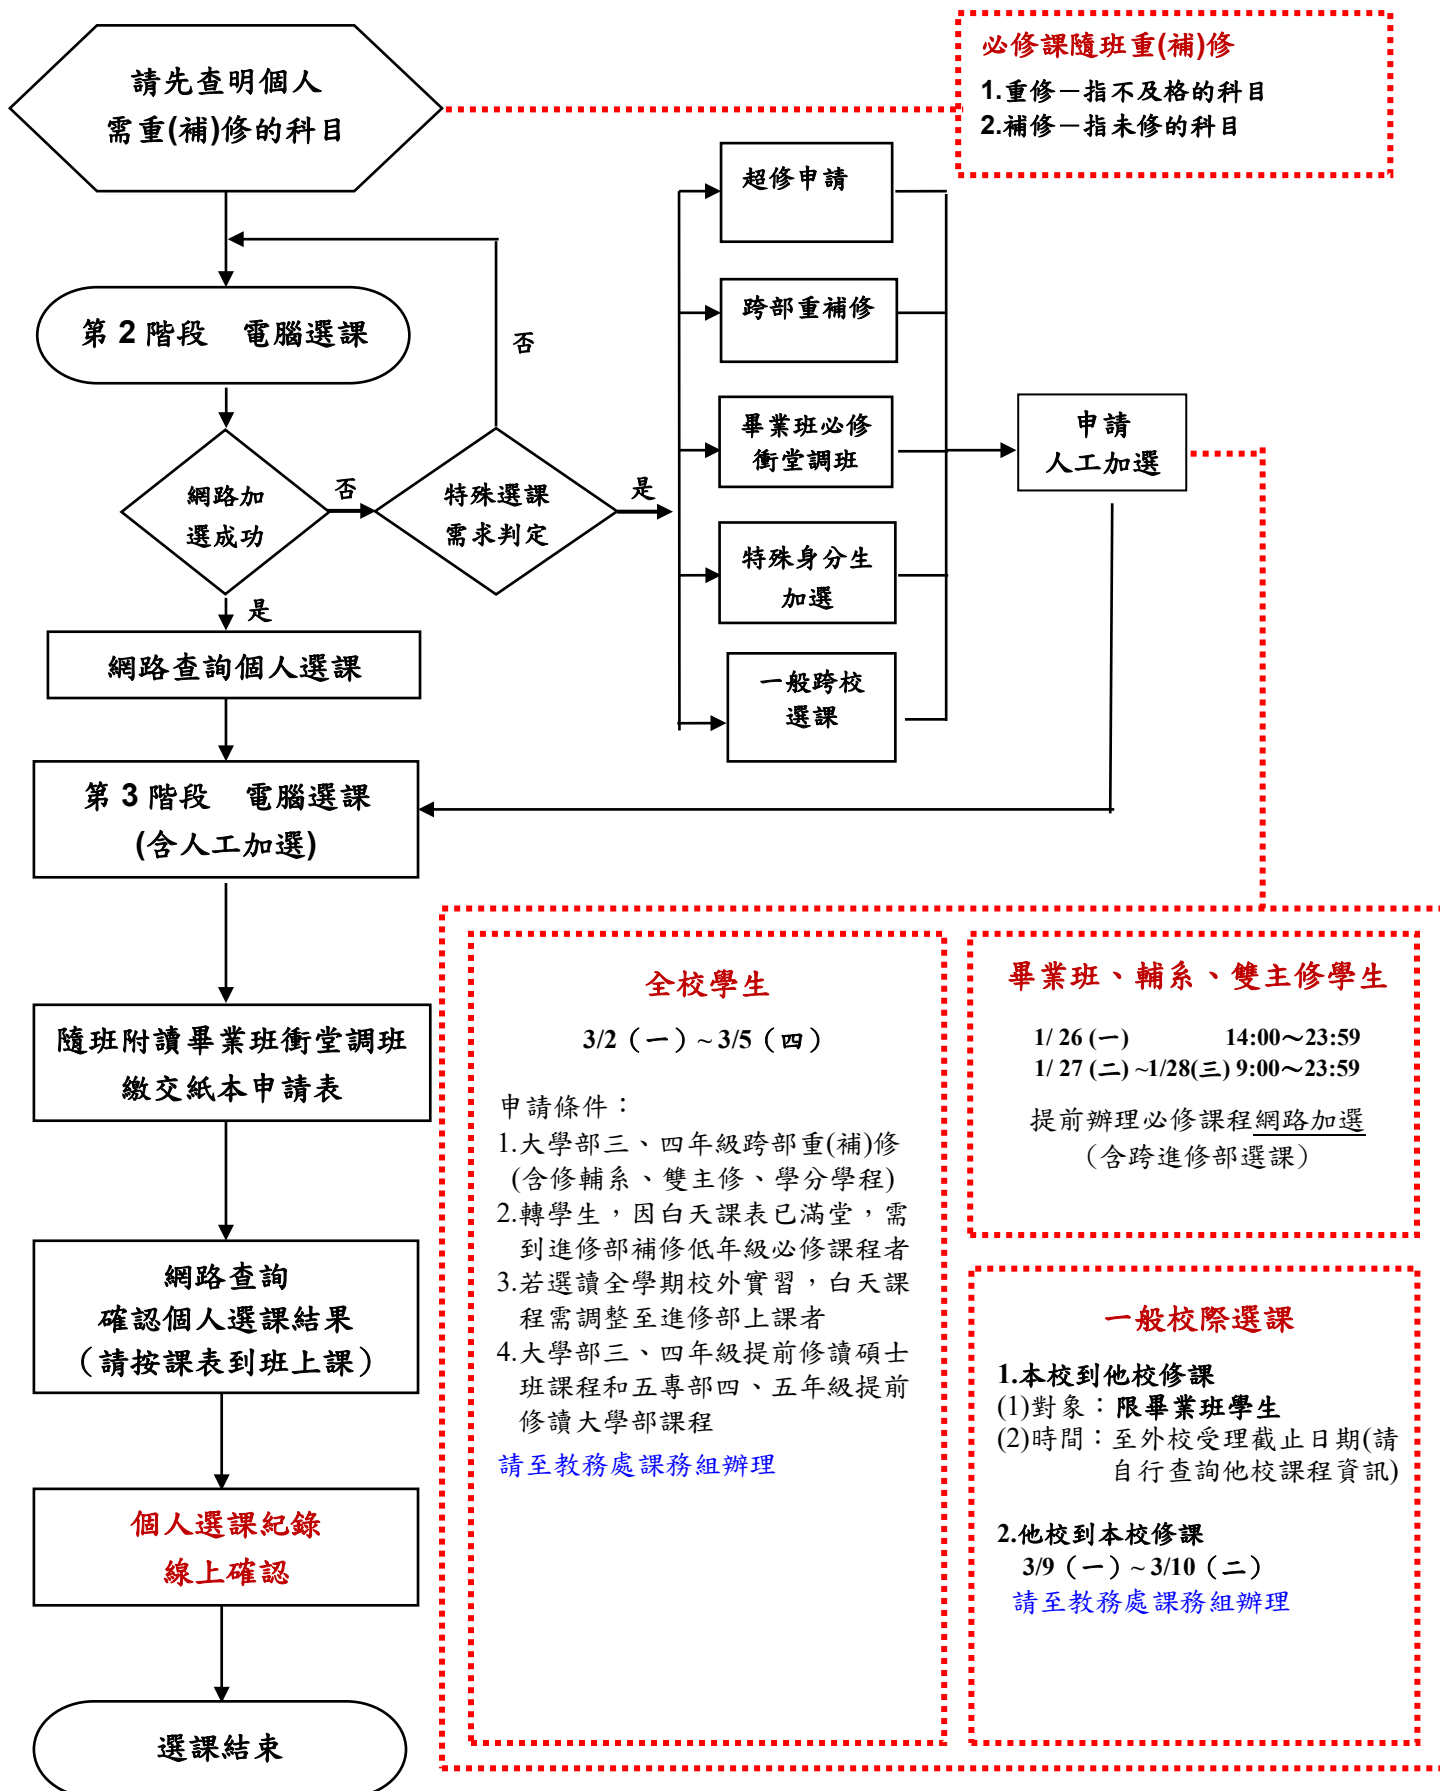 請先查明個人
需重(補)修的科目
必修課隨班重(補)修
1.重修－指不及格的科目
2.補修－指未修的科目
超修申請
跨部重補修
畢業班必修
衝堂調班
特殊身分生
加選
一般跨校
選課
申請
人工加選
第 2 階段　電腦選課
否
網路加
選成功
否
特殊選課
需求判定
是
是
網路查詢個人選課
第 3 階段　電腦選課
(含人工加選)
隨班附讀畢業班衝堂調班
繳交紙本申請表
網路查詢
確認個人選課結果
（請按課表到班上課）
個人選課紀錄
線上確認
選課結束
全校學生
3/2（一）~ 3/5（四）
申請條件：
1.大學部三、四年級跨部重(補)修
(含修輔系、雙主修、學分學程)
2.轉學生，因白天課表已滿堂，需
到進修部補修低年級必修課程者
3.若選讀全學期校外實習，白天課
程需調整至進修部上課者
4.大學部三、四年級提前修讀碩士
班課程和五專部四、五年級提前
修讀大學部課程
請至教務處課務組辦理
畢業班、輔系、雙主修學生
1/ 26 (一)　14:00～23:59
1/ 27 (二) ~1/28(三) 9:00～23:59
提前辦理必修課程網路加選
（含跨進修部選課）
一般校際選課
1.本校到他校修課
(1)對象：限畢業班學生
(2)時間：至外校受理截止日期(請
自行查詢他校課程資訊)
2.他校到本校修課
3/9（一）~ 3/10（二）
請至教務處課務組辦理